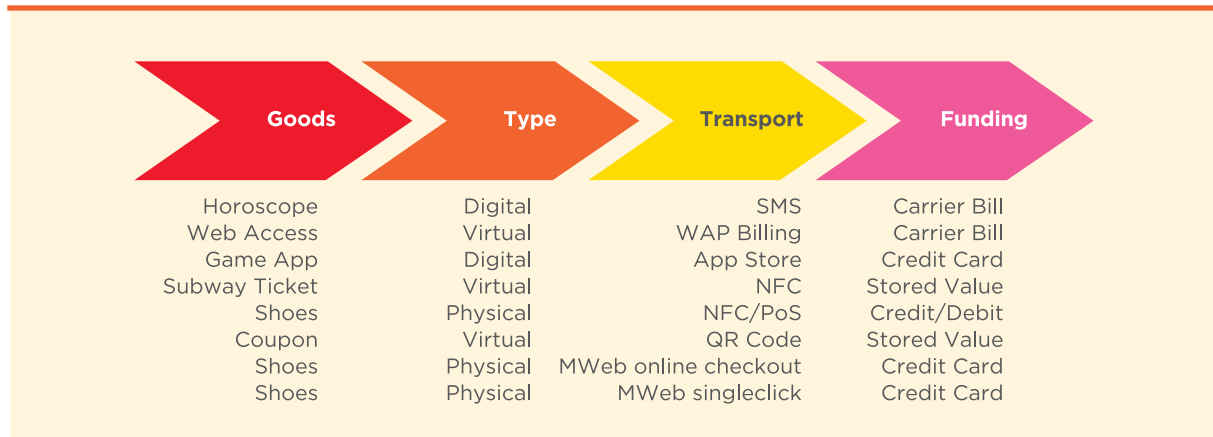 Goods Type Transport Funding
Horoscope Digital SMS Carrier Bill
Web Access Virtual WAP Billing Carrier Bill
Game App Digital App Store Credit Card
Subway Ticket Virtual NFC Stored Value
Shoes Physical NFC/PoS Credit/Debit
Coupon Virtual QR Code Stored Value
Shoes Physical MWeb online checkout Credit Card
Shoes Physical MWeb singleclick Credit Card